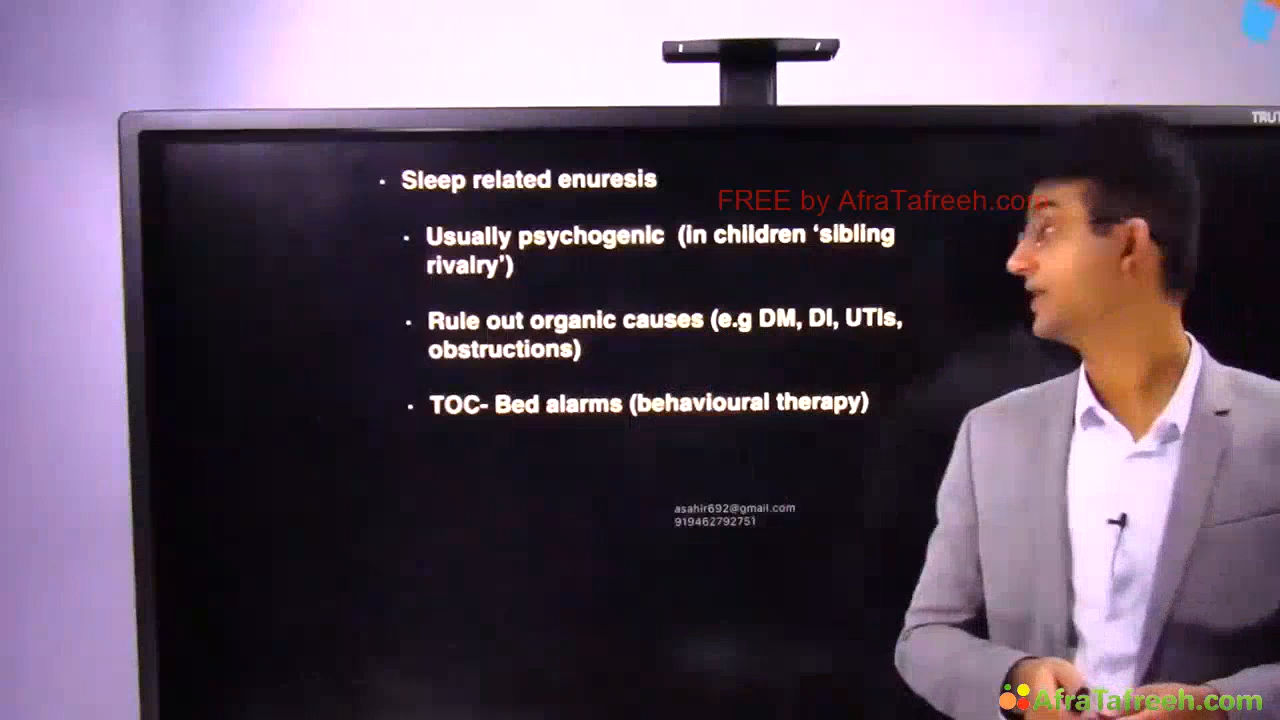 TRUT
· Sleep related enuresis
FREE by AfraTafreeh.com
· Usually psychogenic (in children ‘sibling
rivalry’)
· Rule out organic causes (e.g DM, DI, UTIs,
obstructions)
· TOC- Bed alarms (behavioural therapy)
asahir692@gmail.com
919462792751
AfraTafreeh.com